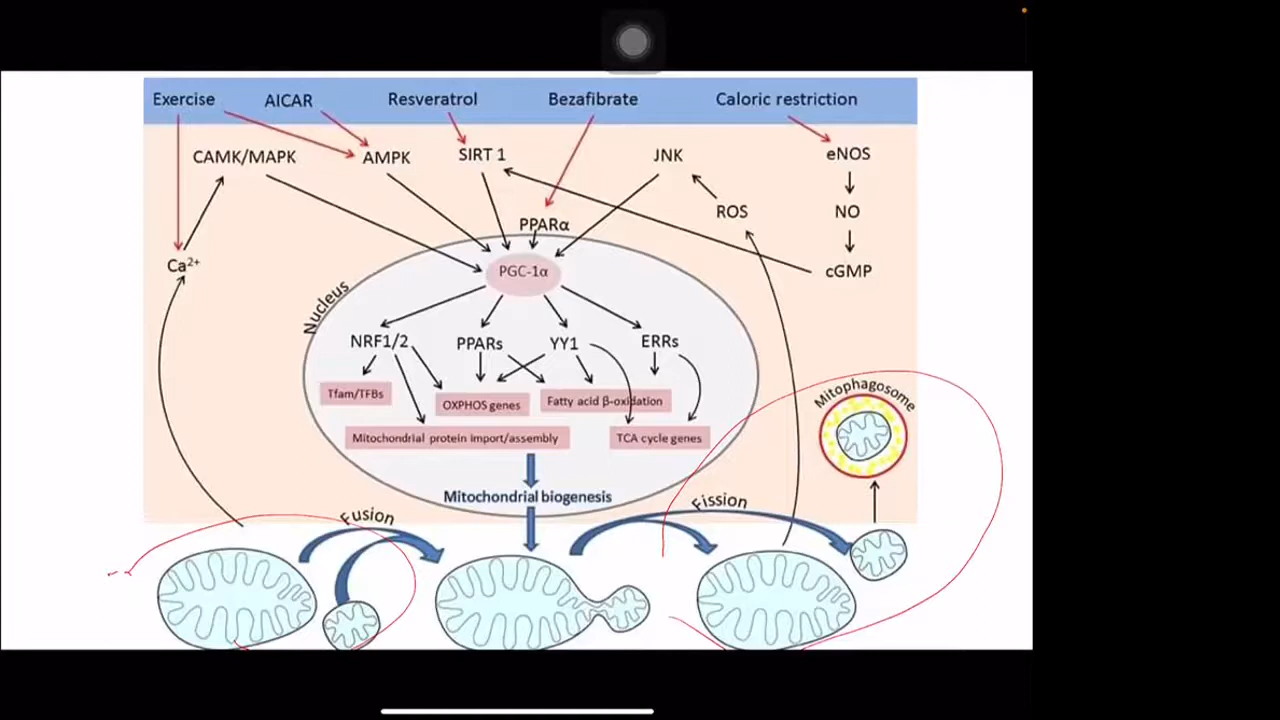 Exercise AICAR Resveratrol Bezafibrate Caloric restriction
CAMK/MAPK AMPK SIRT 1 JNK eNOS
PPARα ROS NO
Ca²⁺ PGC-1α cGMP
Nucleus
NRF1/2 PPARs YY1 ERRs
Tfam/TFBs OXPHOS genes Fatty acid β-oxidation
Mitophagosome
Mitochondrial protein import/assembly TCA cycle genes
Mitochondrial biogenesis
Fusion Fission